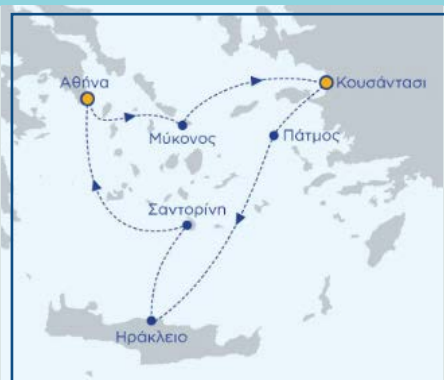 Αθήνα
Κουσάντασι
Μύκονος
Πάτμος
Σαντορίνη
Ηράκλειο